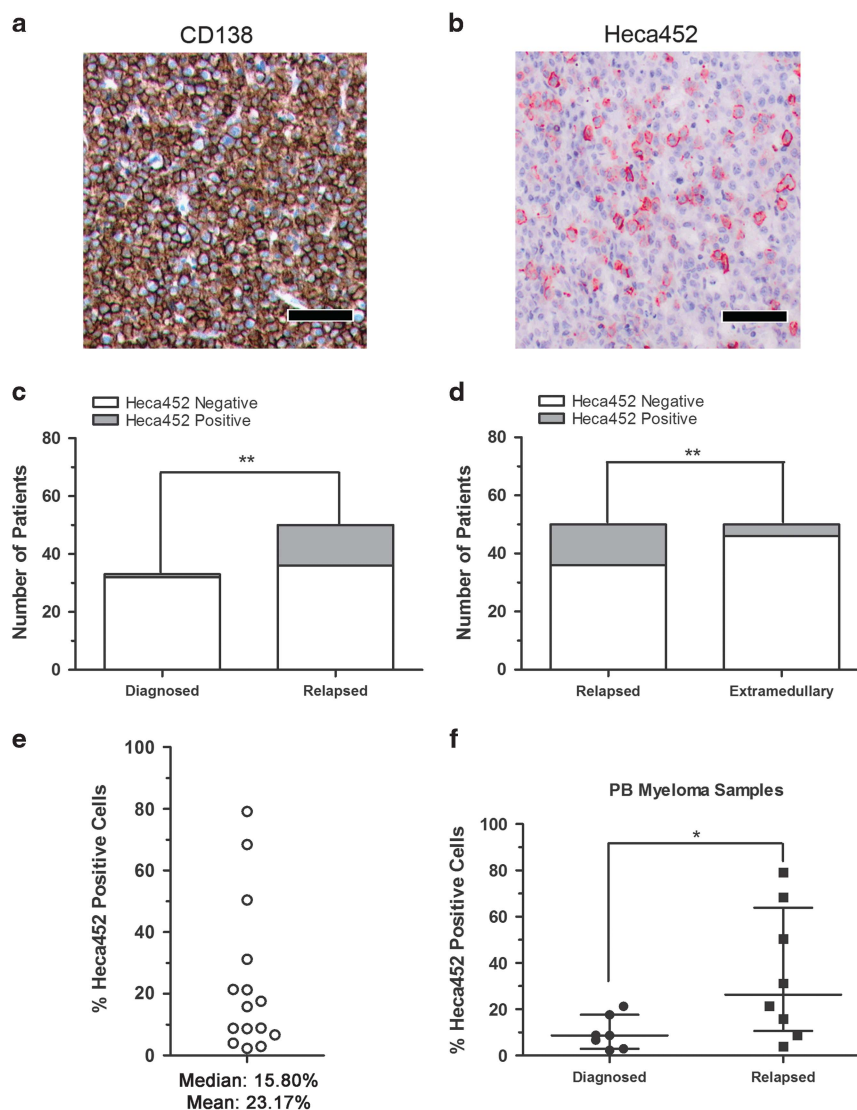 a
CD138
b
Heca452
c
Heca452 Negative
Heca452 Positive
Number of Patients
80
60
40
20
0
**
Diagnosed
Relapsed
d
Heca452 Negative
Heca452 Positive
Number of Patients
80
60
40
20
0
**
Relapsed
Extramedullary
e
% Heca452 Positive Cells
100
80
60
40
20
0
Median: 15.80%
Mean: 23.17%
f
PB Myeloma Samples
% Heca452 Positive Cells
100
80
60
40
20
0
*
Diagnosed
Relapsed